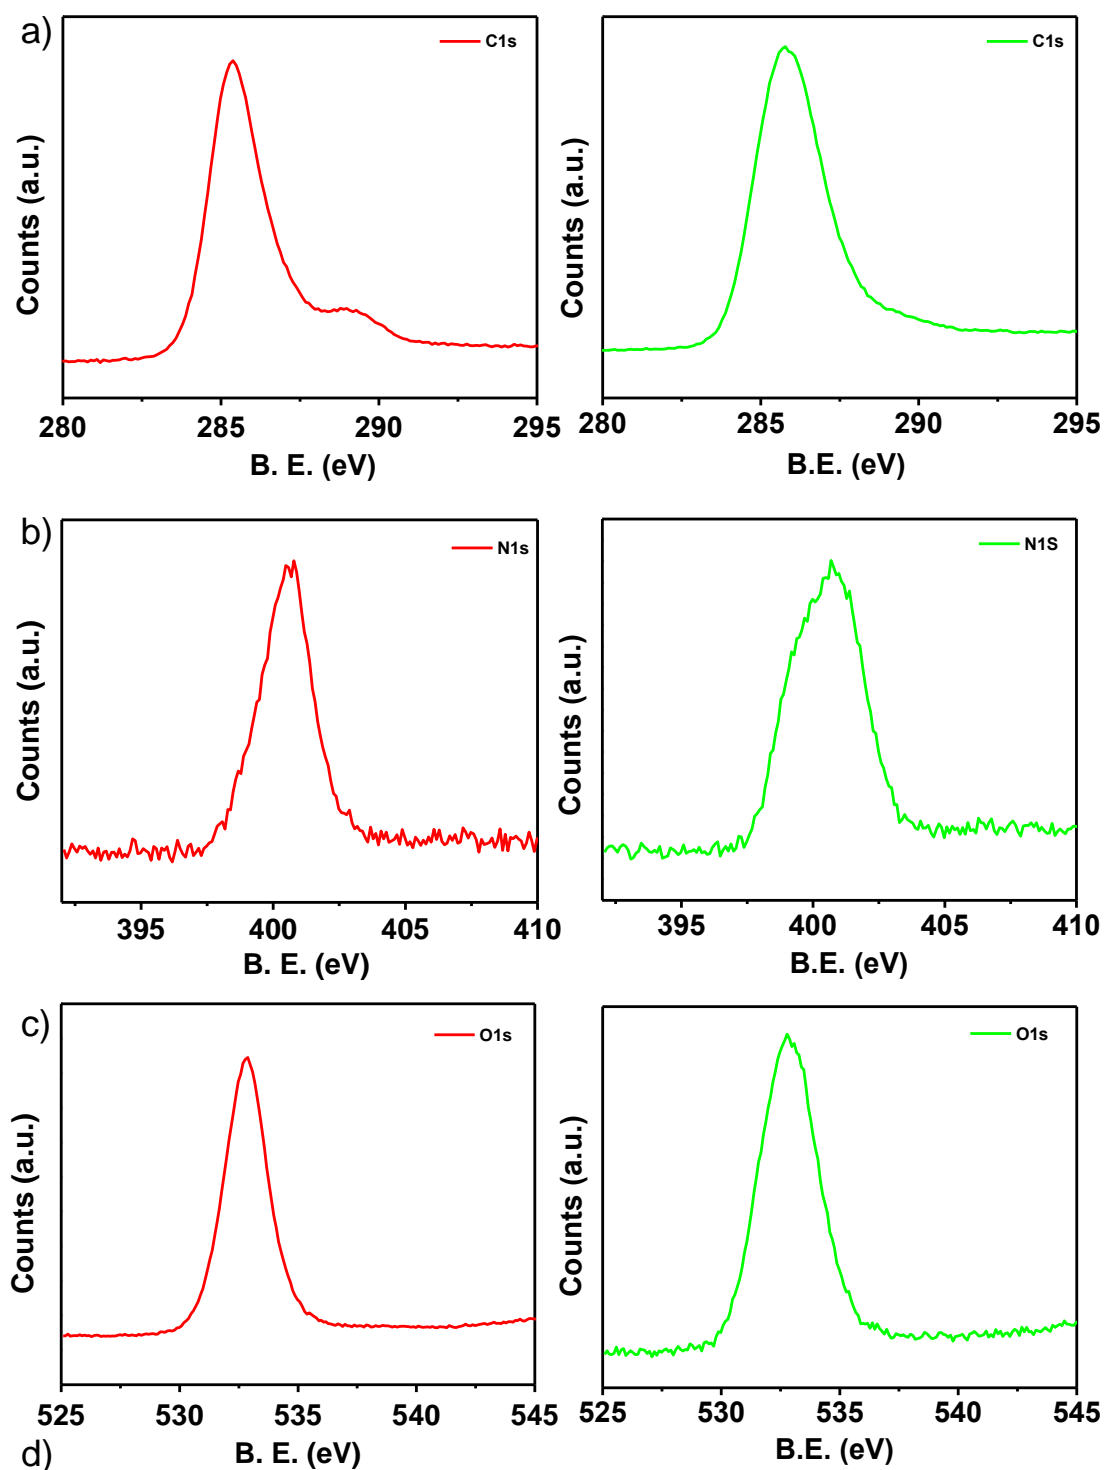 a)
C1s
C1s
Counts (a.u.)
Counts (a.u.)
280 285 290 295
280 285 290 295
B. E. (eV)
B.E. (eV)
b)
N1s
N1S
Counts (a.u.)
Counts (a.u.)
395 400 405 410
395 400 405 410
B. E. (eV)
B.E. (eV)
c)
O1s
O1s
Counts (a.u.)
Counts (a.u.)
525 530 535 540 545
525 530 535 540 545
d)
B. E. (eV)
B.E. (eV)